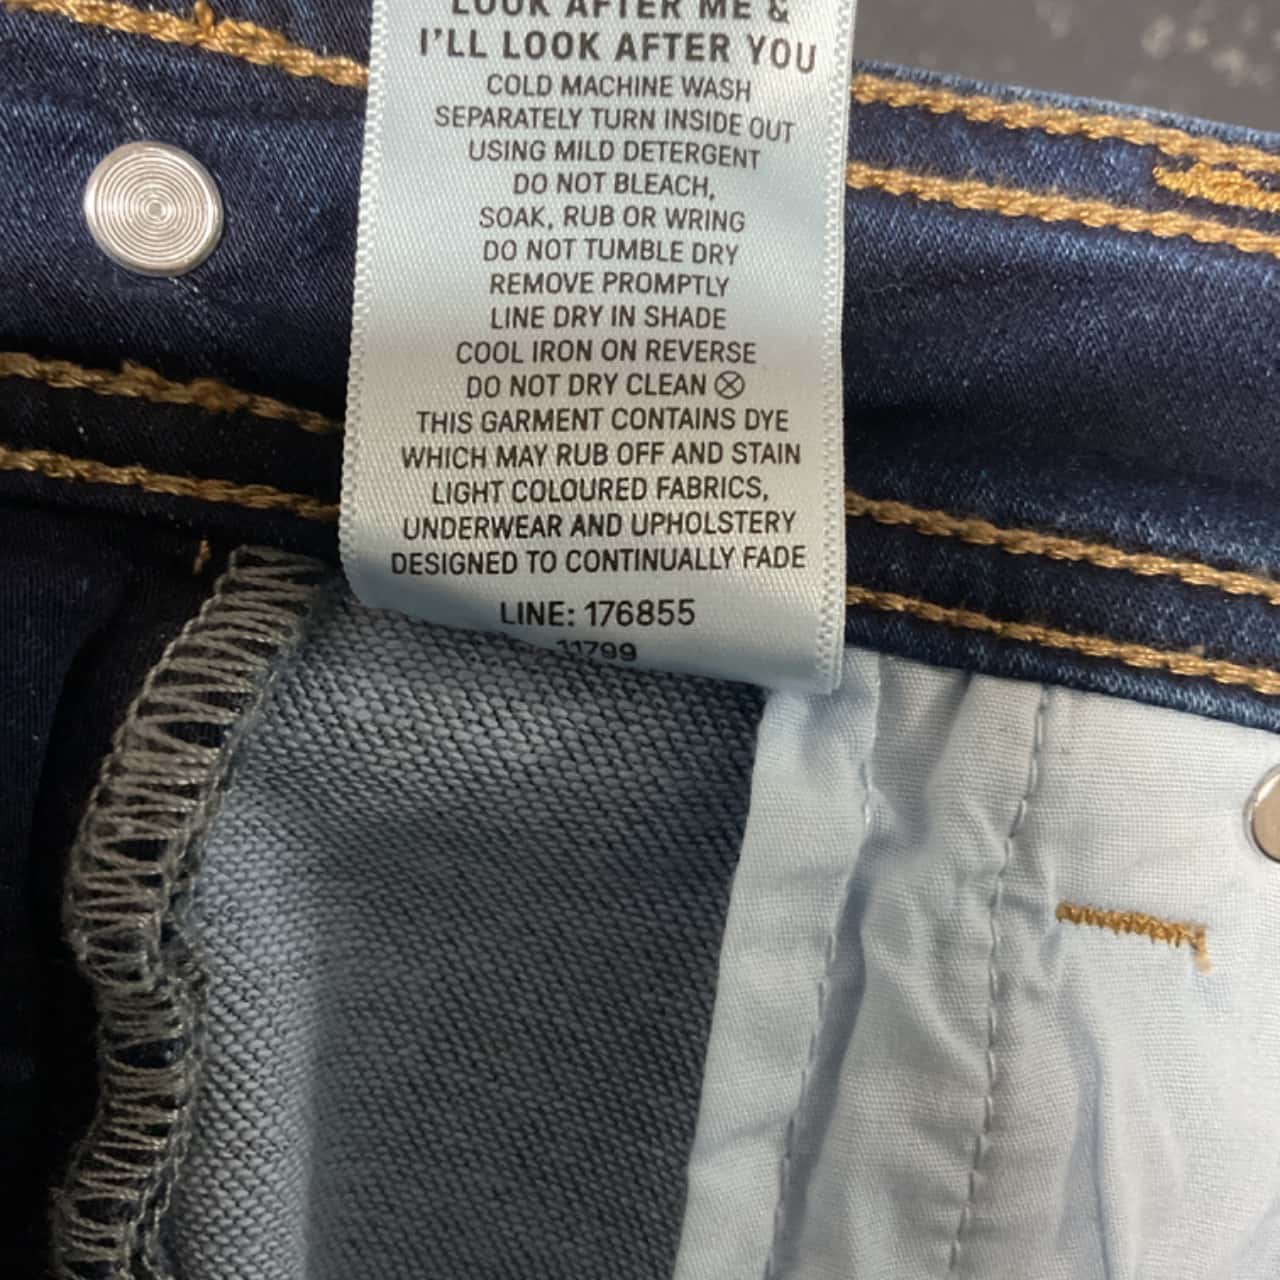 LOOK AFTER ME &
I'LL LOOK AFTER YOU
COLD MACHINE WASH
SEPARATELY TURN INSIDE OUT
USING MILD DETERGENT
DO NOT BLEACH,
SOAK, RUB OR WRING
DO NOT TUMBLE DRY
REMOVE PROMPTLY
LINE DRY IN SHADE
COOL IRON ON REVERSE
DO NOT DRY CLEAN
THIS GARMENT CONTAINS DYE
WHICH MAY RUB OFF AND STAIN
LIGHT COLOURED FABRICS,
UNDERWEAR AND UPHOLSTERY
DESIGNED TO CONTINUALLY FADE
LINE: 176855
11799